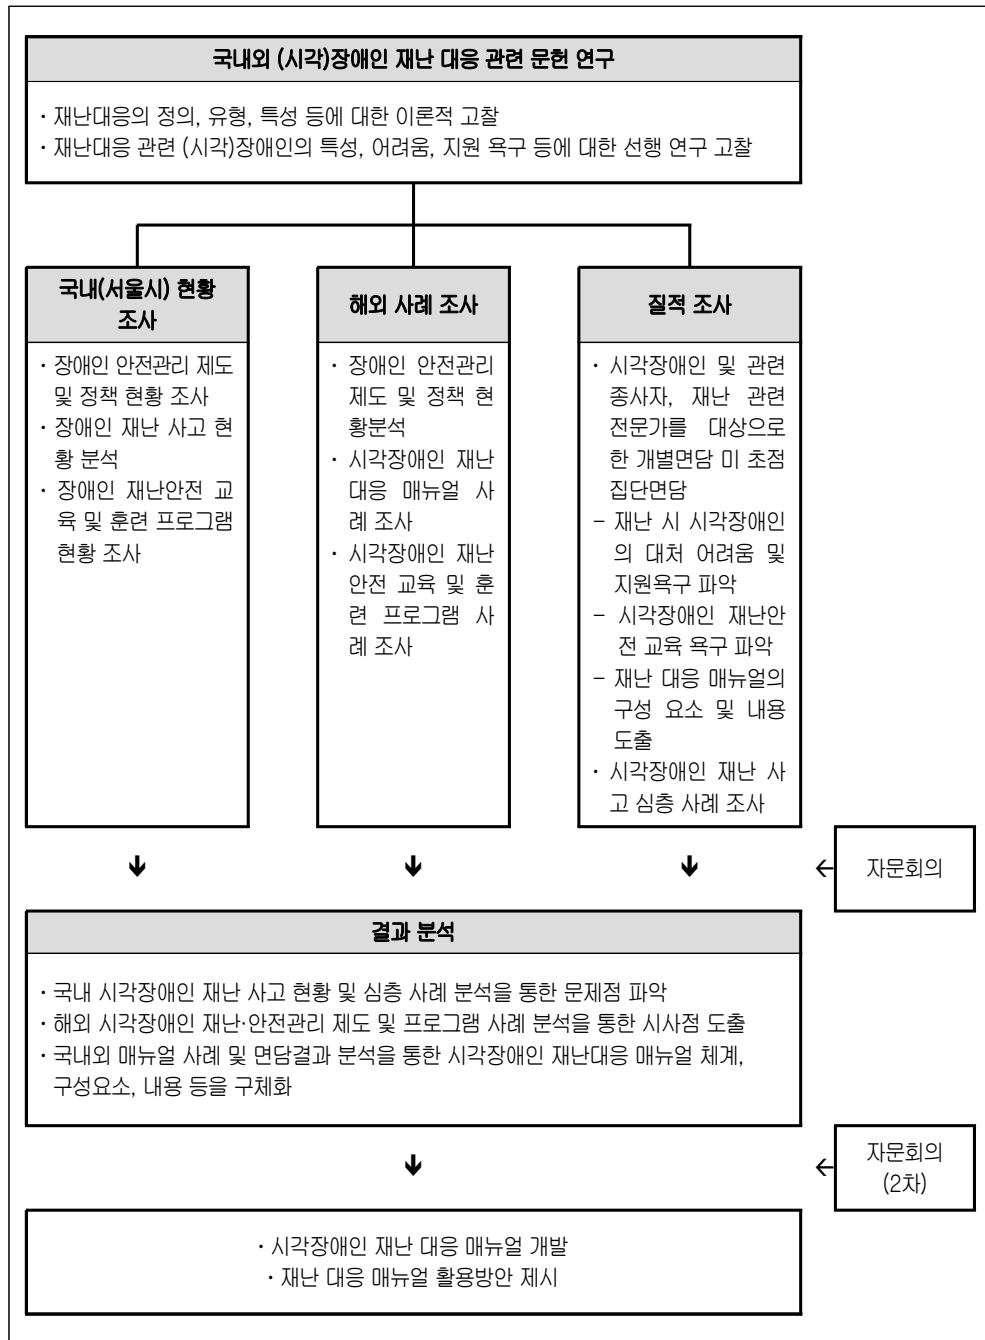 국내외 (시각)장애인 재난 대응 관련 문헌 연구
· 재난대응의 정의, 유형, 특성 등에 대한 이론적 고찰
· 재난대응 관련 (시각)장애인의 특성, 어려움, 지원 욕구 등에 대한 선행 연구 고찰
국내(서울시) 현황
조사
· 장애인 안전관리 제도
및 정책 현황 조사
· 장애인 재난 사고 현
황 분석
· 장애인 재난안전 교
육 및 훈련 프로그램
현황 조사
해외 사례 조사
· 장애인 안전관리
제도 및 정책 현
황분석
· 시각장애인 재난
대응 매뉴얼 사
례 조사
· 시각장애인 재난
안전 교육 및 훈
련 프로그램 사
례 조사
질적 조사
· 시각장애인 및 관련
종사자, 재난 관련
전문가를 대상으로
한 개별면담 미 초점
집단면담
- 재난 시 시각장애인
의 대처 어려움 및
지원욕구 파악
- 시각장애인 재난안
전 교육 욕구 파악
- 재난 대응 매뉴얼의
구성 요소 및 내용
도출
· 시각장애인 재난 사
고 심층 사례 조사
🡻 🡻 🡻 ← 자문회의
결과 분석
· 국내 시각장애인 재난 사고 현황 및 심층 사례 분석을 통한 문제점 파악
· 해외 시각장애인 재난·안전관리 제도 및 프로그램 사례 분석을 통한 시사점 도출
· 국내외 매뉴얼 사례 및 면담결과 분석을 통한 시각장애인 재난대응 매뉴얼 체계,
구성요소, 내용 등을 구체화
🡻 ← 자문회의
(2차)
· 시각장애인 재난 대응 매뉴얼 개발
· 재난 대응 매뉴얼 활용방안 제시